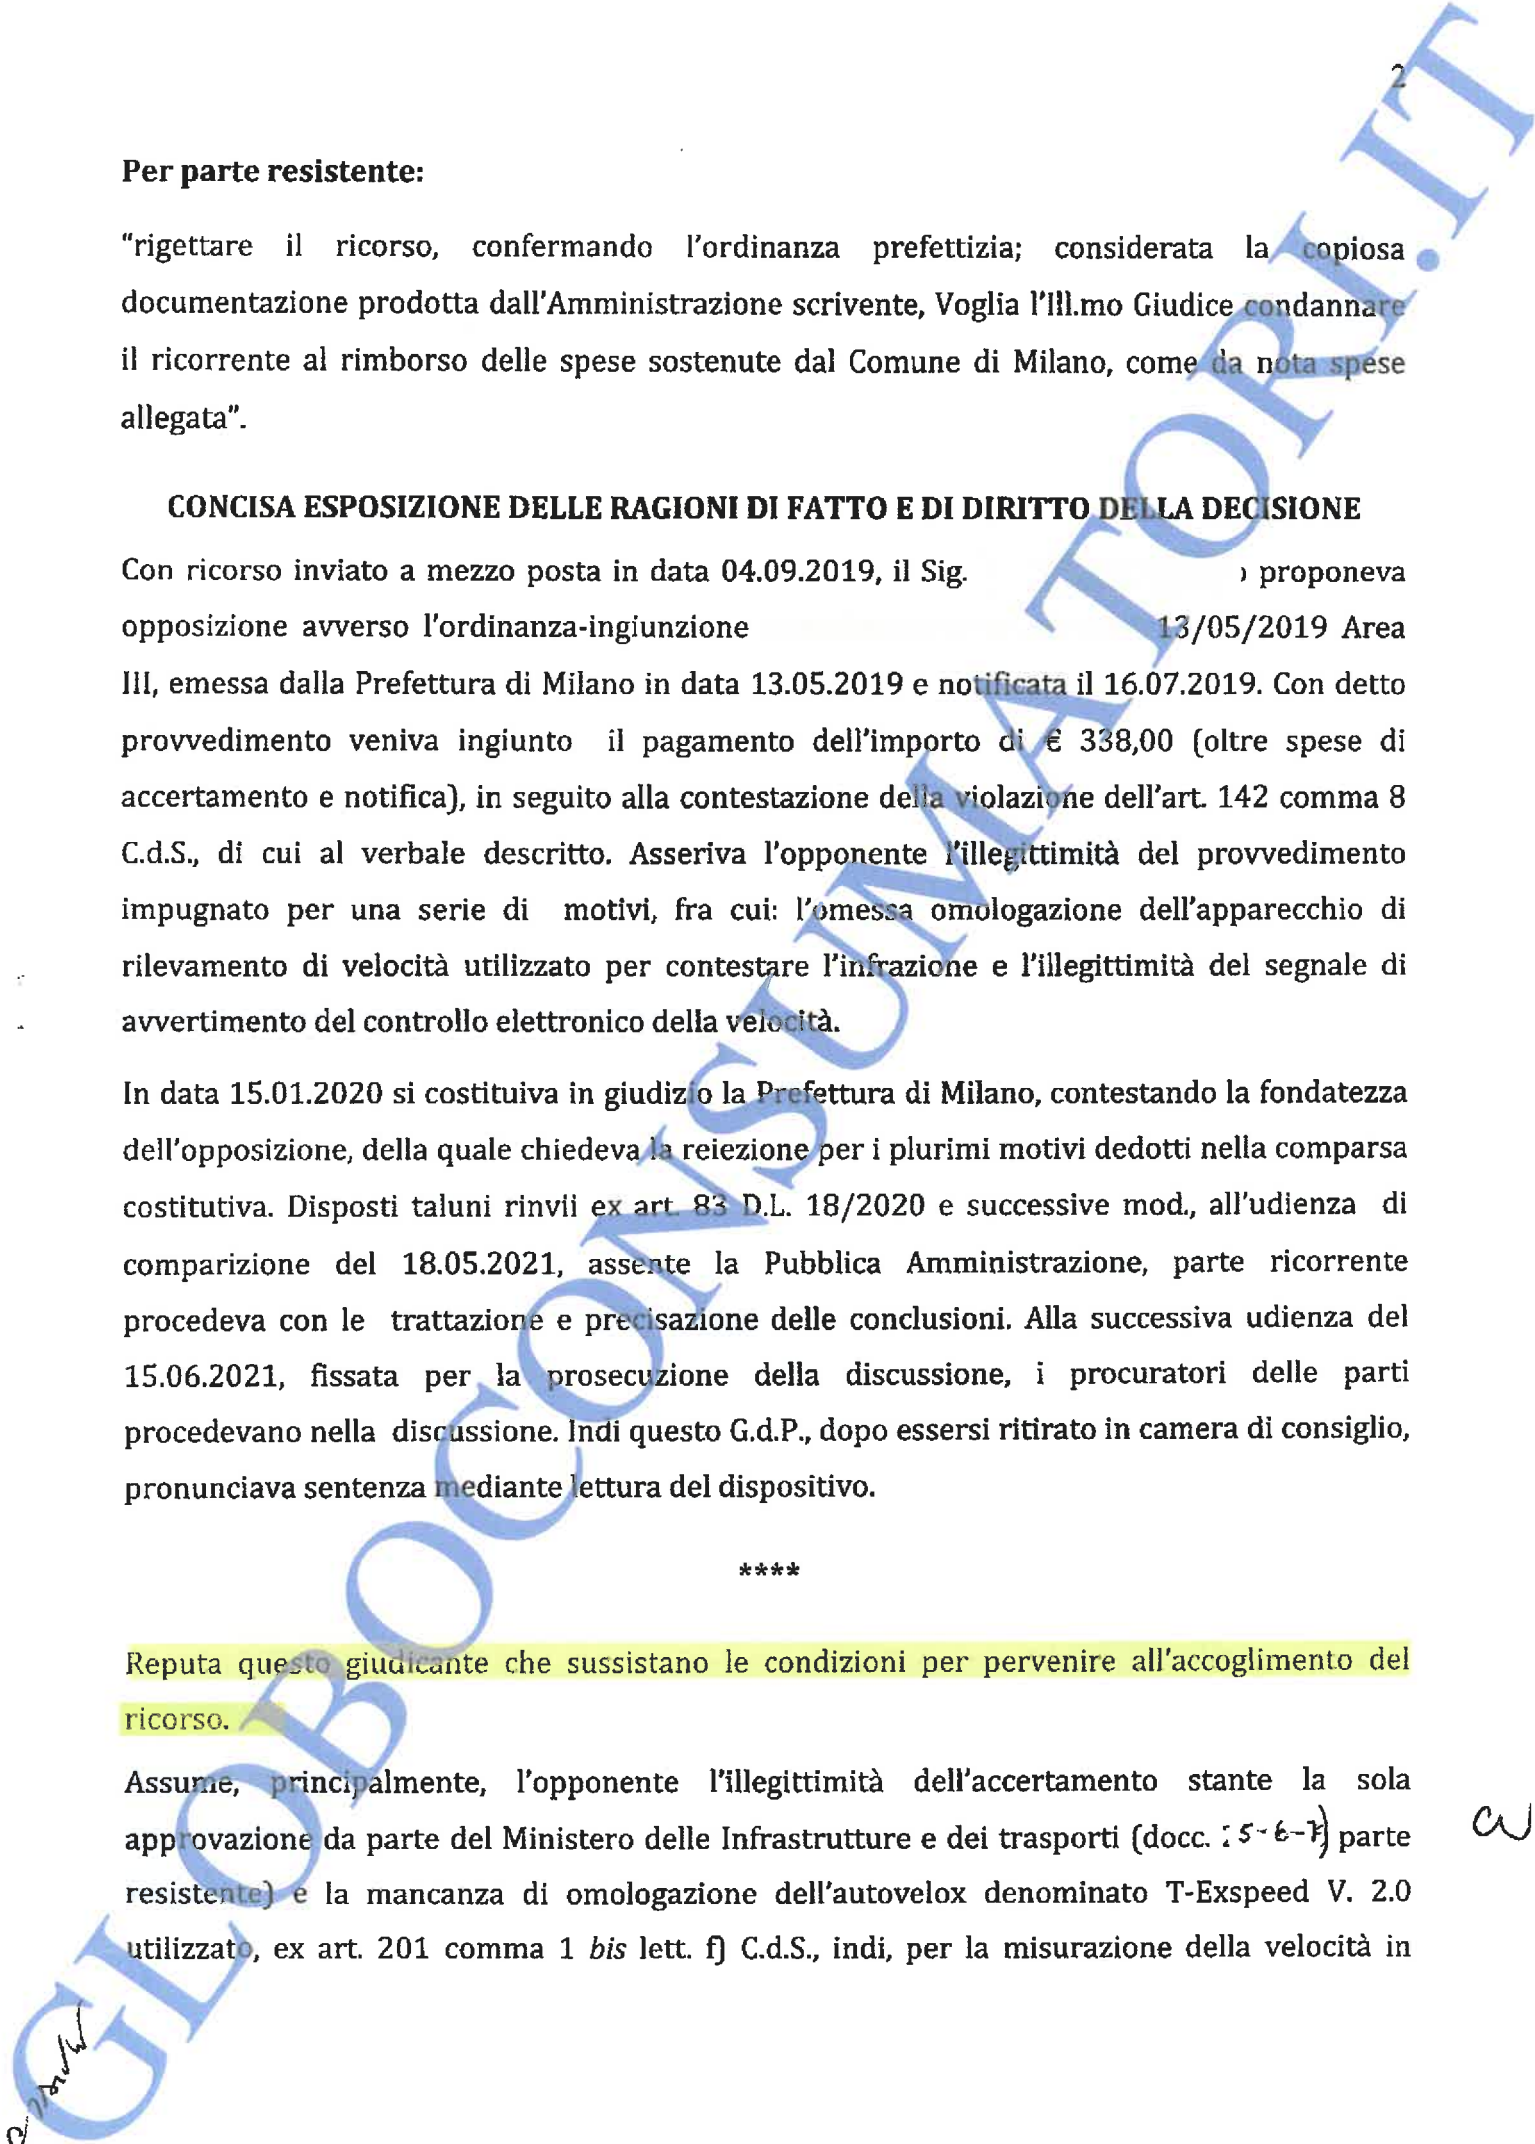 2
Per parte resistente:
"rigettare il ricorso, confermando l'ordinanza prefettizia; considerata la copiosa
documentazione prodotta dall'Amministrazione scrivente, Voglia l'Ill.mo Giudice condannare
il ricorrente al rimborso delle spese sostenute dal Comune di Milano, come da nota spese
allegata".
CONCISA ESPOSIZIONE DELLE RAGIONI DI FATTO E DI DIRITTO DELLA DECISIONE
Con ricorso inviato a mezzo posta in data 04.09.2019, il Sig. proponeva
opposizione avverso l'ordinanza-ingiunzione 13/05/2019 Area
III, emessa dalla Prefettura di Milano in data 13.05.2019 e notificata il 16.07.2019. Con detto
provvedimento veniva ingiunto il pagamento dell'importo di € 338,00 (oltre spese di
accertamento e notifica), in seguito alla contestazione della violazione dell'art. 142 comma 8
C.d.S., di cui al verbale descritto. Asseriva l'opponente l'illegittimità del provvedimento
impugnato per una serie di motivi, fra cui: l'omessa omologazione dell'apparecchio di
rilevamento di velocità utilizzato per contestare l'infrazione e l'illegittimità del segnale di
avvertimento del controllo elettronico della velocità.
In data 15.01.2020 si costituiva in giudizio la Prefettura di Milano, contestando la fondatezza
dell'opposizione, della quale chiedeva la reiezione per i plurimi motivi dedotti nella comparsa
costitutiva. Disposti taluni rinvii ex art. 83 D.L. 18/2020 e successive mod., all'udienza di
comparizione del 18.05.2021, assente la Pubblica Amministrazione, parte ricorrente
procedeva con le trattazione e precisazione delle conclusioni. Alla successiva udienza del
15.06.2021, fissata per la prosecuzione della discussione, i procuratori delle parti
procedevano nella discussione. Indi questo G.d.P., dopo essersi ritirato in camera di consiglio,
pronunciava sentenza mediante lettura del dispositivo.
****
Reputa questo giudicante che sussistano le condizioni per pervenire all'accoglimento del
ricorso.
Assume, principalmente, l'opponente l'illegittimità dell'accertamento stante la sola
approvazione da parte del Ministero delle Infrastrutture e dei trasporti (docc. 5-6-7) parte
resistente) e la mancanza di omologazione dell'autovelox denominato T-Exspeed V. 2.0
utilizzato, ex art. 201 comma 1 bis lett. f) C.d.S., indi, per la misurazione della velocità in
GLOBOCONSUMATORI.IT